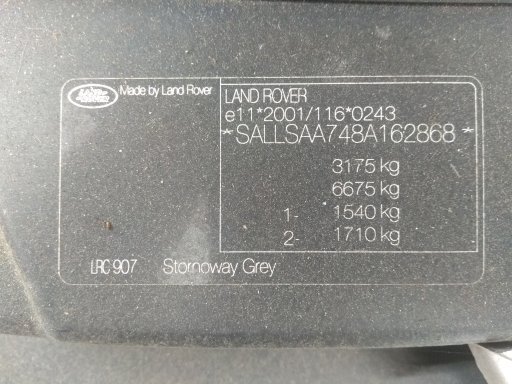 LAND ROVER
Made by Land Rover
LAND ROVER
e11*2001/116*0243
*SALLSAA748A162868*
3175 kg
6675 kg
1- 1540 kg
2- 1710 kg
LRC 907 Stornoway Grey